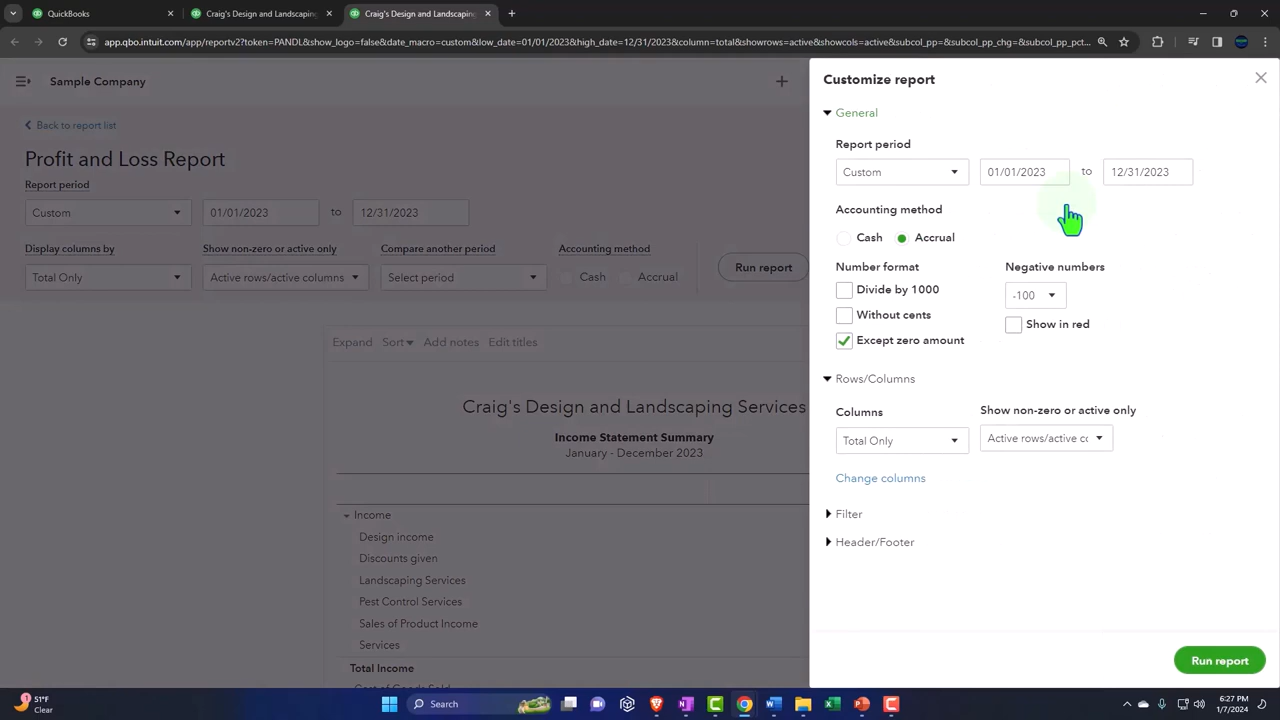 QuickBooks
Craig's Design and Landscaping
Craig's Design and Landscaping
app.qbo.intuit.com/app/reportv2?token=PANDL&show_logo=false&qbo_date_macro=custom&low_date=01/01/2023&high_date=12/31/2023&column=total&showrows=active&showcols=active&subcol_pp=&subcol_pp_chg=&subcol_pp_pct...
Sample Company
Back to report list
Profit and Loss Report
Report period
Custom
01/01/2023
to
12/31/2023
Display columns by
Show non-zero or active only
Compare another period
Accounting method
Total Only
Active rows/active columns
Select period
Cash
Accrual
Run report
Expand
Sort
Add notes
Edit titles
Craig's Design and Landscaping Services
Income Statement Summary
January - December 2023
Income
Design income
Discounts given
Landscaping Services
Pest Control Services
Sales of Product Income
Services
Total Income
Cost of Goods Sold
Customize report
General
Report period
Custom
01/01/2023
to
12/31/2023
Accounting method
Cash
Accrual
Number format
Negative numbers
Divide by 1000
-100
Without cents
Show in red
Except zero amount
Rows/Columns
Columns
Show non-zero or active only
Total Only
Active rows/active co
Change columns
Filter
Header/Footer
Run report
1
51°F
Clear
Search
6:27 PM
1/7/2024